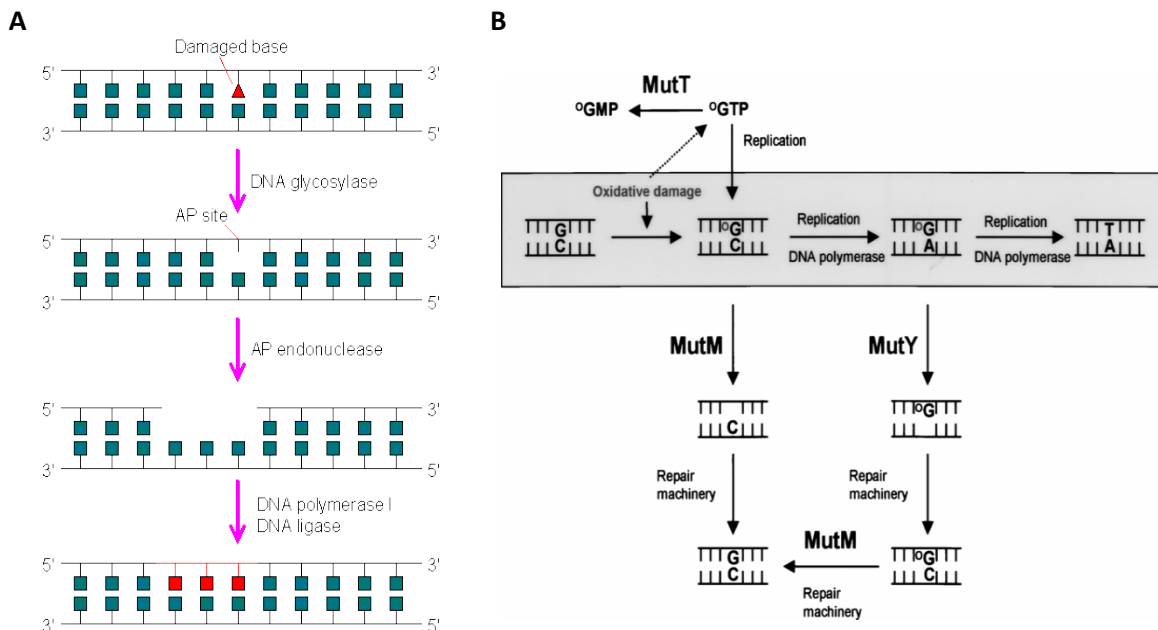 A
Damaged base
5'
3'
3'
5'
DNA glycosylase
AP site
5'
3'
3'
5'
AP endonuclease
5'
3'
3'
5'
DNA polymerase I
DNA ligase
5'
3'
3'
5'
B
MutT
ᴼGMP
ᴼGTP
Replication
Oxidative damage
G
C
ᴼG
C
Replication
DNA polymerase
ᴼG
A
Replication
DNA polymerase
T
A
MutM
MutY
C
ᴼG
Repair
machinery
Repair
machinery
G
C
MutM
Repair
machinery
ᴼG
C